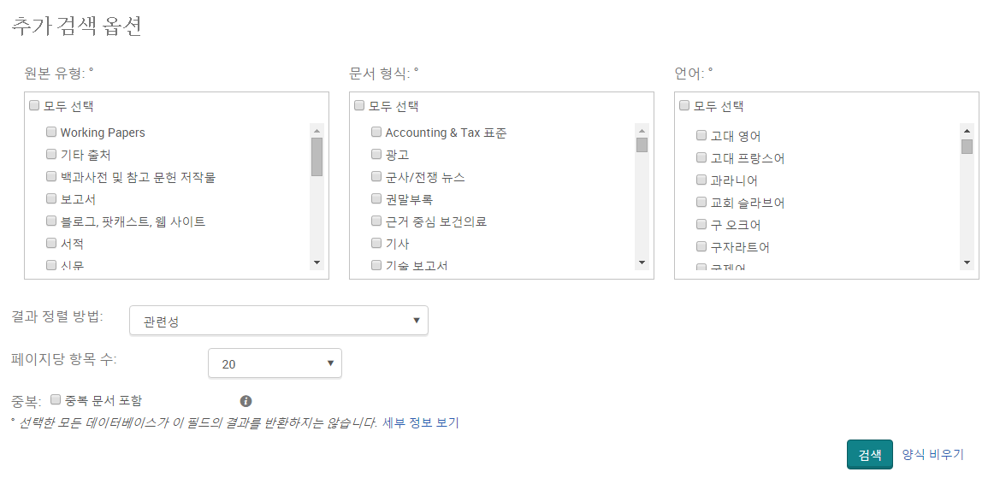 추가 검색 옵션
원본 유형: °
모두 선택
Working Papers
기타 출처
백과사전 및 참고 문헌 저작물
보고서
블로그, 팟캐스트, 웹 사이트
서적
신문
문서 형식: °
모두 선택
Accounting & Tax 표준
광고
군사/전쟁 뉴스
권말부록
근거 중심 보건의료
기사
기술 보고서
언어: °
모두 선택
고대 영어
고대 프랑스어
과라니어
교회 슬라브어
구 오크어
구자라트어
국제어
결과 정렬 방법: 관련성
페이지당 항목 수: 20
중복: 중복 문서 포함
° 선택한 모든 데이터베이스가 이 필드의 결과를 반환하지는 않습니다. 세부 정보 보기
검색 양식 비우기